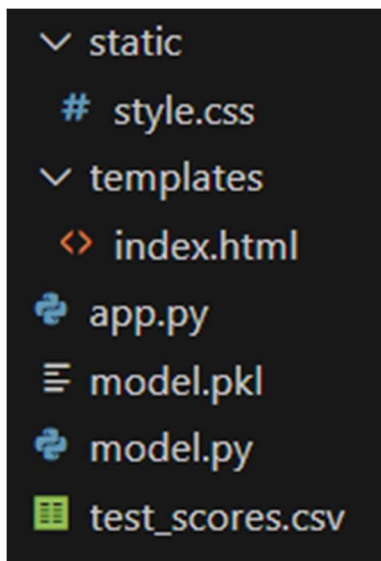 static
# style.css
templates
<> index.html
app.py
model.pkl
model.py
test_scores.csv